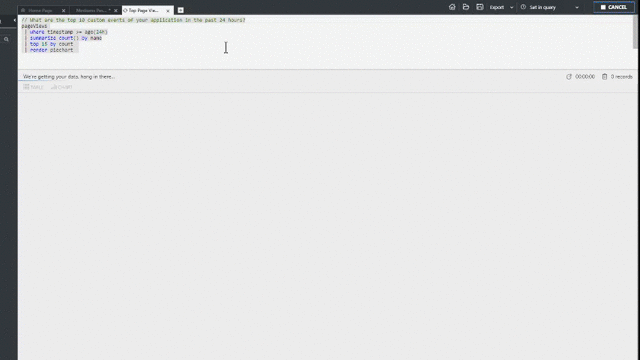 Home Page
Top Page Vie...
Export
Set in query
CANCEL
// What are the top 10 custom events of your application in the past 24 hours?
pageViews
| where timestamp >= ago(24h)
| summarize count() by name
| top 10 by count_
| render piechart
We're getting your data, hang in there...
00:00:00
0 records
TABLE
CHART